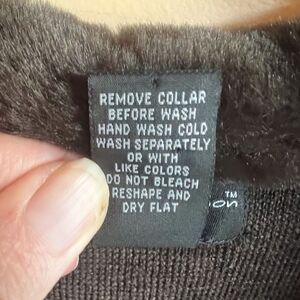 REMOVE COLLAR
BEFORE WASH
HAND WASH COLD
WASH SEPARATELY
OR WITH
LIKE COLORS
DO NOT BLEACH
RESHAPE AND
DRY FLAT
TM